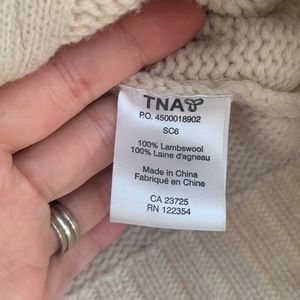 TNA
P.O. 4500018902
SC6
100% Lambswool
100% Laine d'agneau
Made in China
Fabriqué en Chine
CA 23725
RN 122354